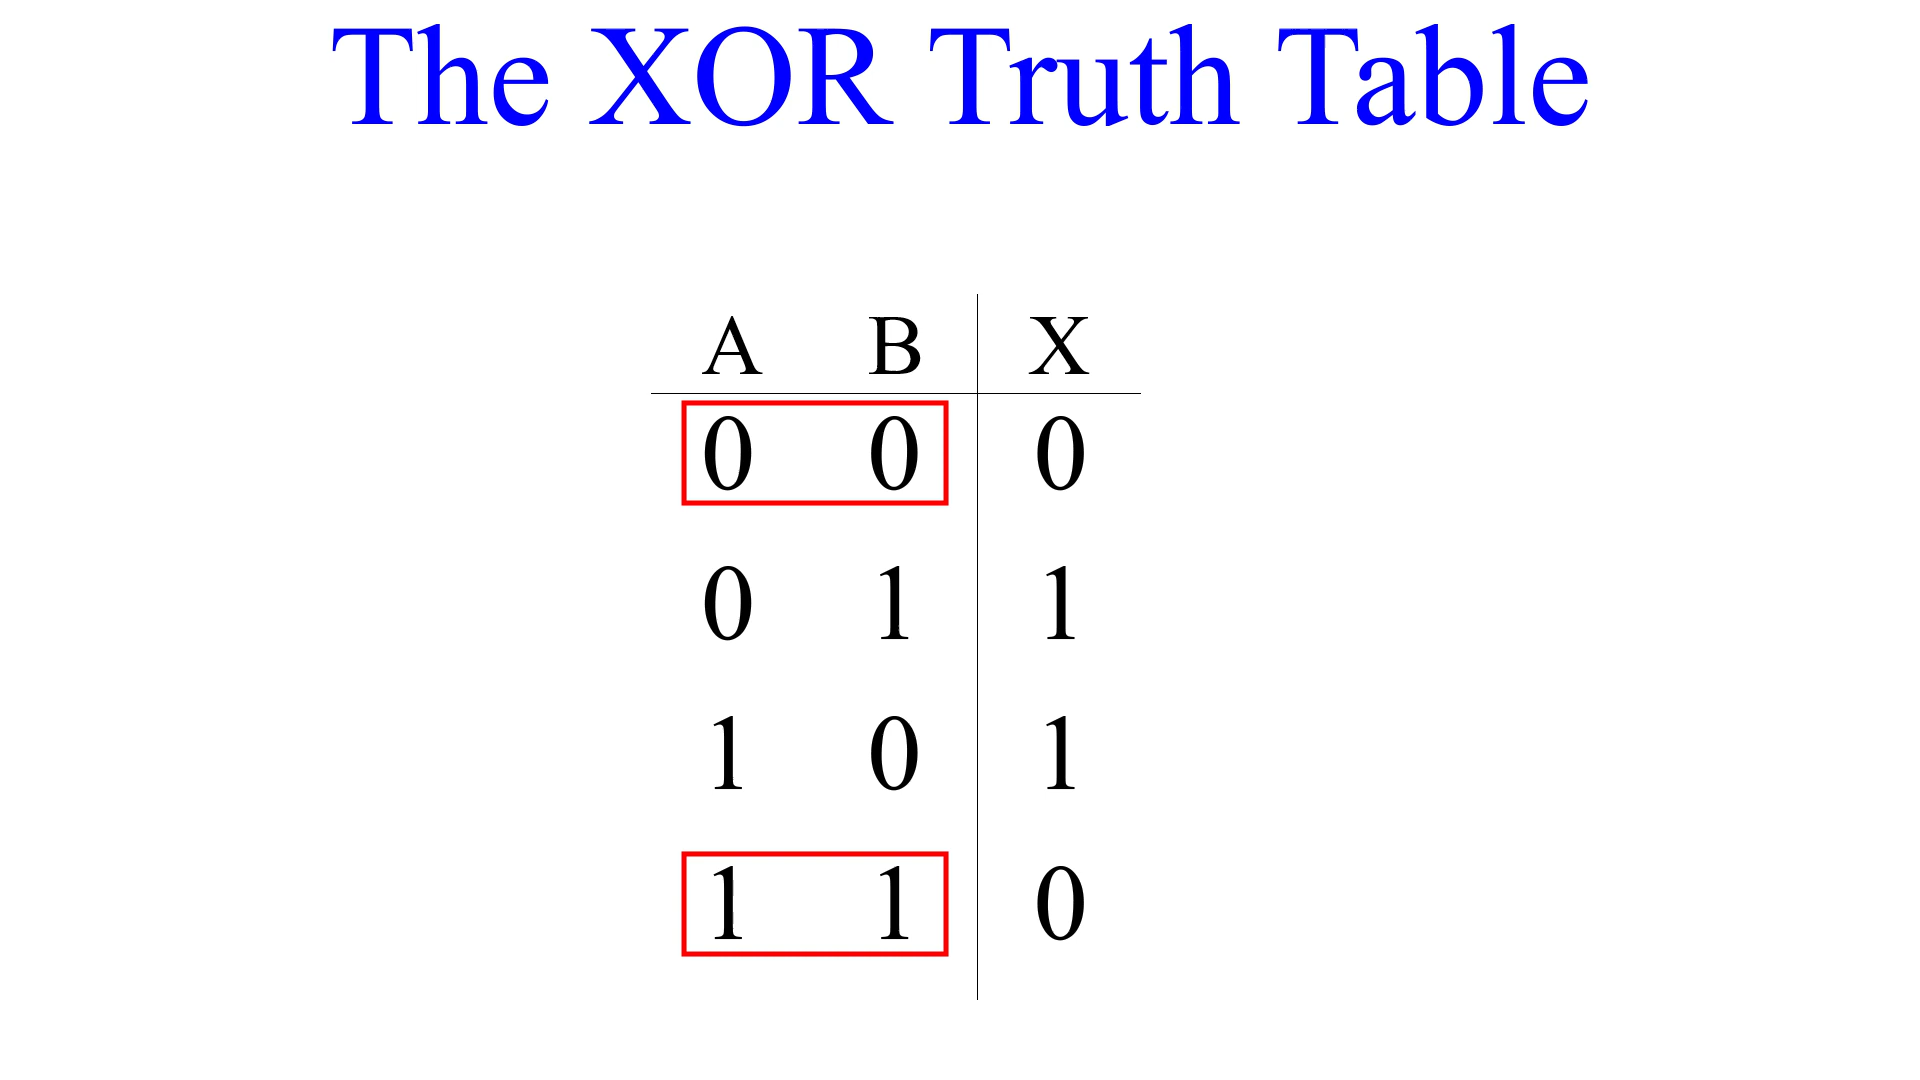 The XOR Truth Table
A B X
0 0 0
0 1 1
1 0 1
1 1 0